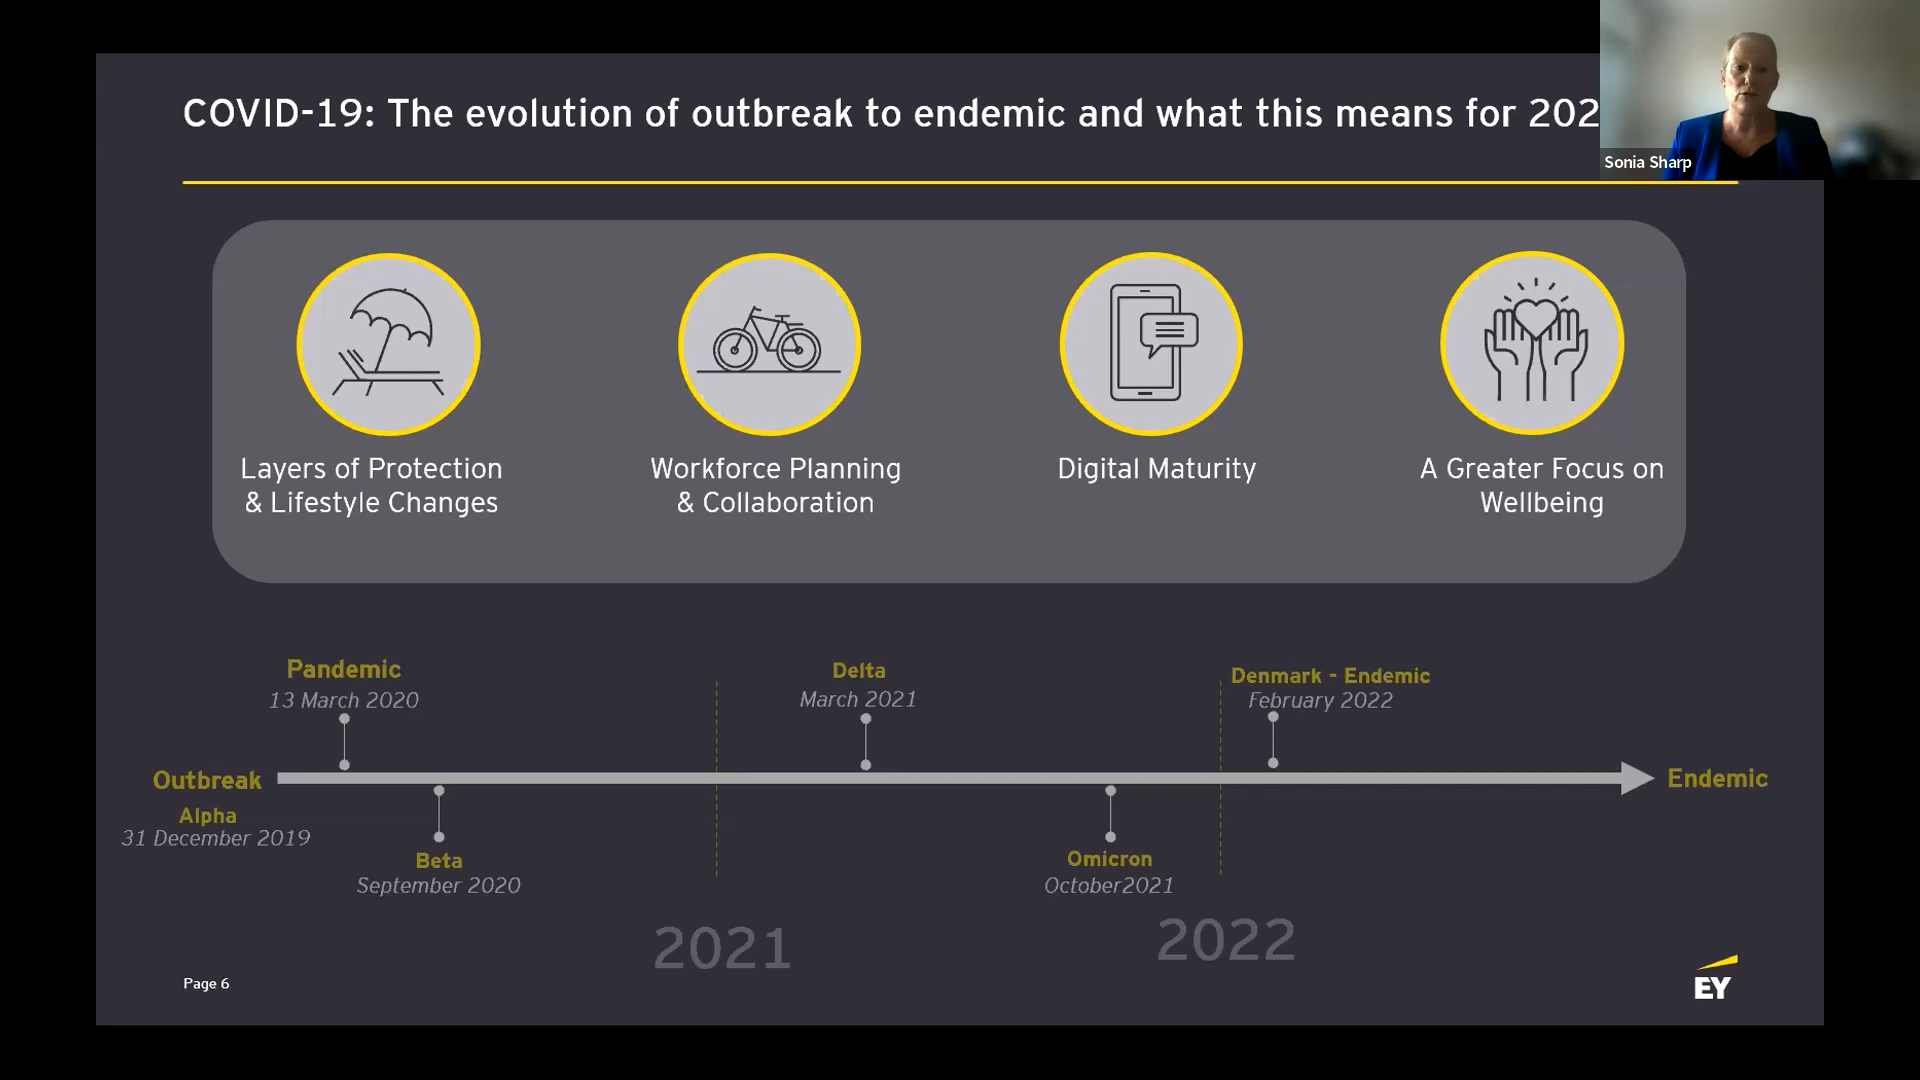 COVID-19: The evolution of outbreak to endemic and what this means for 202
Sonia Sharp
Layers of Protection
& Lifestyle Changes
Workforce Planning
& Collaboration
Digital Maturity
A Greater Focus on
Wellbeing
Pandemic
13 March 2020
Delta
March 2021
Denmark - Endemic
February 2022
Outbreak
Alpha
31 December 2019
Endemic
Beta
September 2020
Omicron
October2021
2021
2022
Page 6
EY